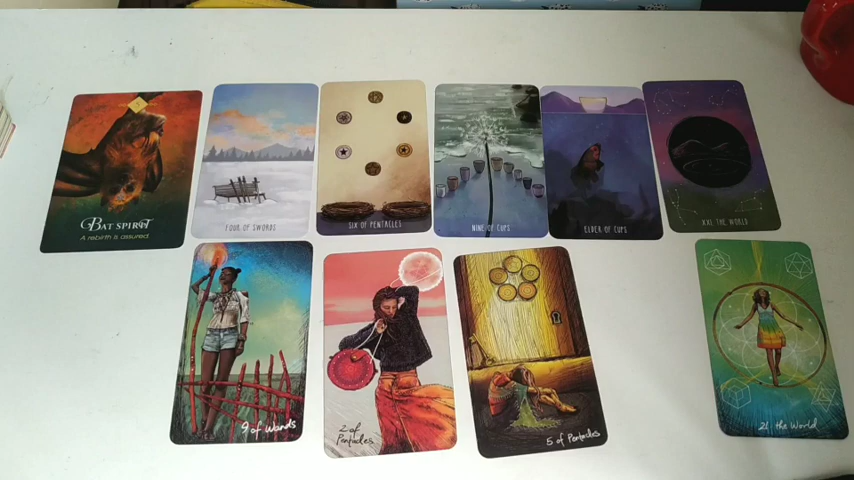 BAT SPIRIT
A rebirth is assured
FOUR OF SWORDS
SIX OF PENTACLES
NINE OF CUPS
ELDER OF CUPS
XXI THE WORLD
9 of Wands
2 of
Pentacles
5 of Pentacles
21 the World